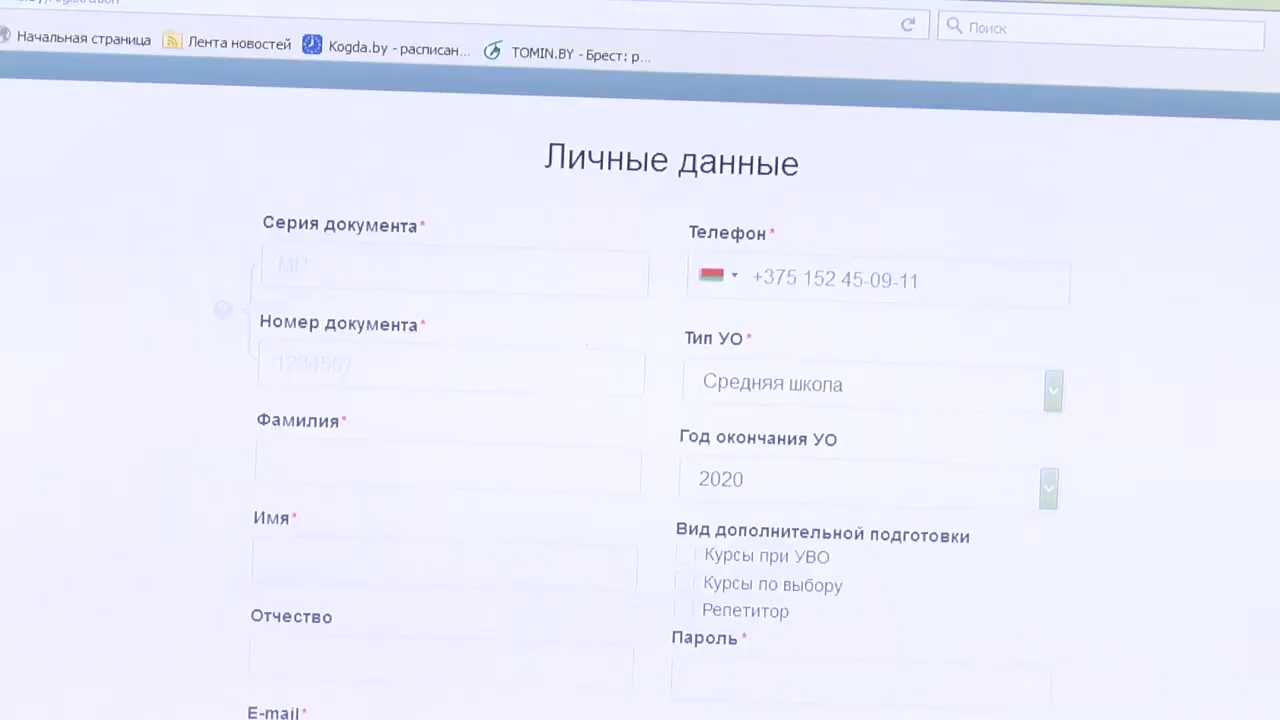 Поиск
Начальная страница
Лента новостей
Kogda.by - расписан...
TOMIN.BY - Брест: р...
Личные данные
Серия документа*
MP
Номер документа*
1234567
Фамилия*
Имя*
Отчество
E-mail*
Телефон*
+375 152 45-09-11
Тип УО*
Средняя школа
Год окончания УО
2020
Вид дополнительной подготовки
Курсы при УВО
Курсы по выбору
Репетитор
Пароль*